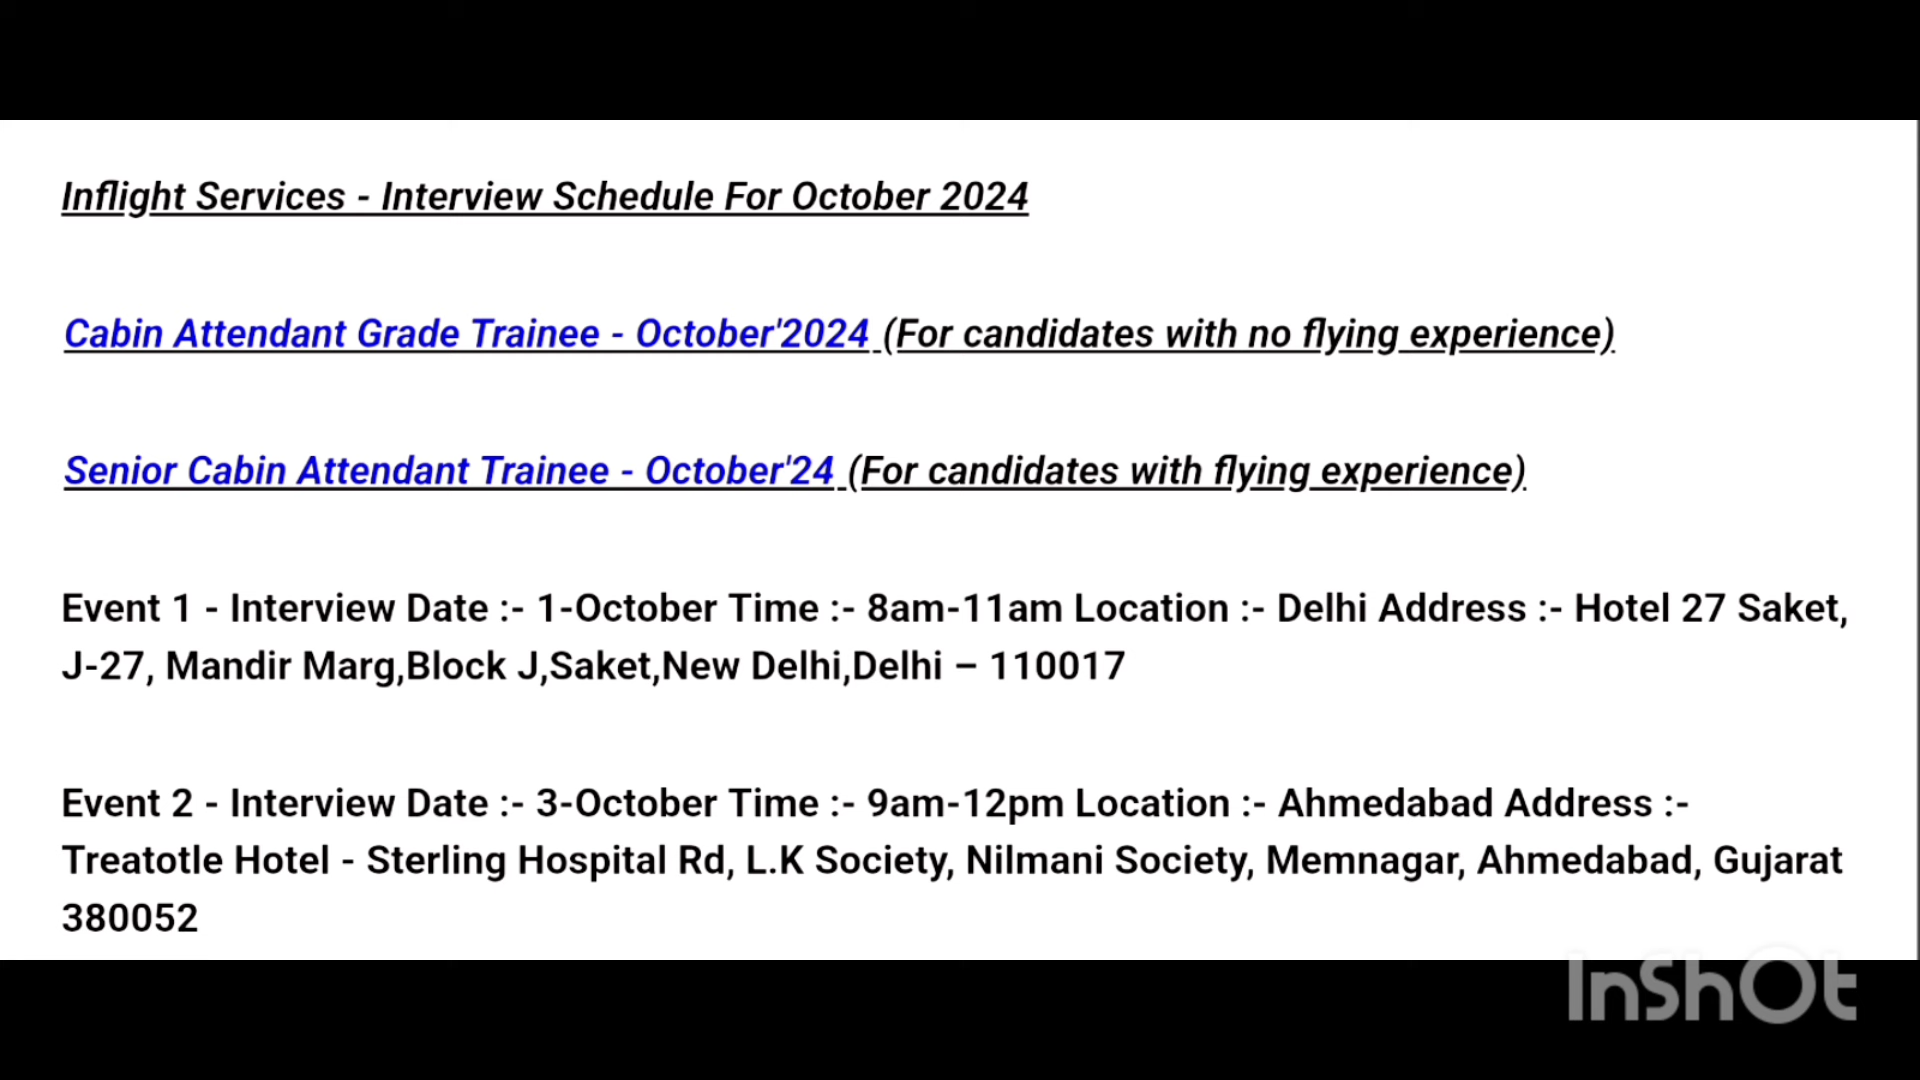 Inflight Services - Interview Schedule For October 2024
Cabin Attendant Grade Trainee - October'2024 (For candidates with no flying experience)
Senior Cabin Attendant Trainee - October'24 (For candidates with flying experience)
Event 1 - Interview Date :- 1-October Time :- 8am-11am Location :- Delhi Address :- Hotel 27 Saket,
J-27, Mandir Marg,Block J,Saket,New Delhi,Delhi – 110017
Event 2 - Interview Date :- 3-October Time :- 9am-12pm Location :- Ahmedabad Address :-
Treatotle Hotel - Sterling Hospital Rd, L.K Society, Nilmani Society, Memnagar, Ahmedabad, Gujarat
380052
InShOt